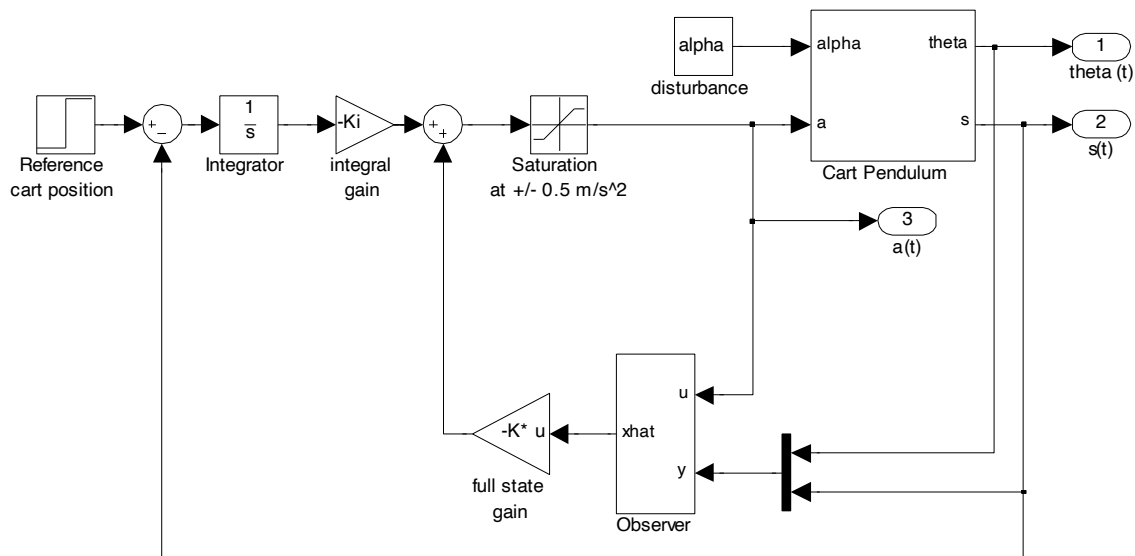 alpha
disturbance
alpha
theta
a
s
Cart Pendulum
1
theta (t)
2
s(t)
Reference
cart position
+
−
1
s
Integrator
-Ki
integral
gain
+
+
Saturation
at +/- 0.5 m/s^2
3
a(t)
-K* u
full state
gain
u
xhat
y
Observer